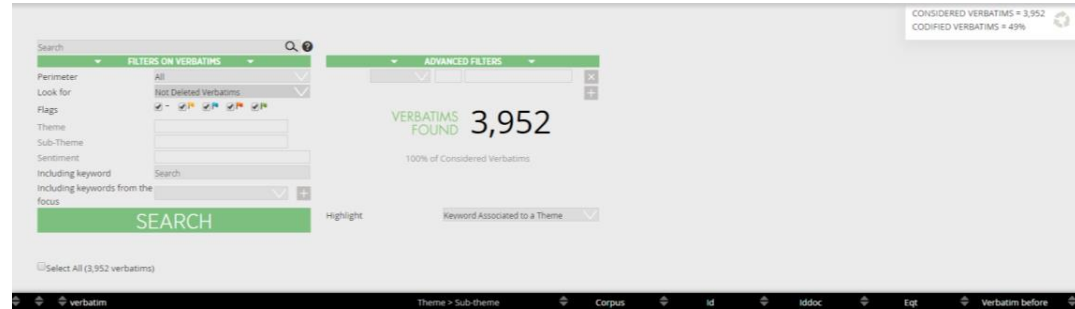 CONSIDERED VERBATIMS = 3,952
CODIFIED VERBATIMS = 49%
Search
FILTERS ON VERBATIMS
Perimeter All
Look for Not Deleted Verbatims
Flags
Theme
Sub-Theme
Sentiment
Including keyword Search
Including keywords from the
focus
SEARCH
ADVANCED FILTERS
VERBATIMS
FOUND 3,952
100% of Considered Verbatims
Highlight Keyword Associated to a Theme
Select All (3,952 verbatims)
verbatim Theme > Sub-theme Corpus Id Iddoc Eqt Verbatim before